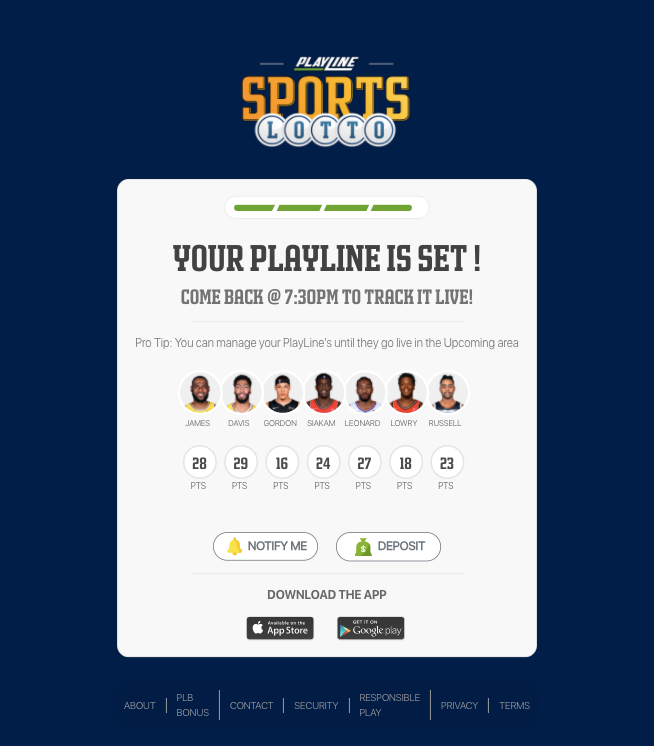 PLAYLINE
SPORTS
LOTTO
YOUR PLAYLINE IS SET !
COME BACK @ 7:30PM TO TRACK IT LIVE!
Pro Tip: You can manage your PlayLine's until they go live in the Upcoming area
JAMES DAVIS GORDON SIAKAM LEONARD LOWRY RUSSELL
28 29 16 24 27 18 23
PTS PTS PTS PTS PTS PTS PTS
NOTIFY ME DEPOSIT
DOWNLOAD THE APP
Available on the App Store
GET IT ON Google play
ABOUT PLB BONUS CONTACT SECURITY RESPONSIBLE PLAY PRIVACY TERMS